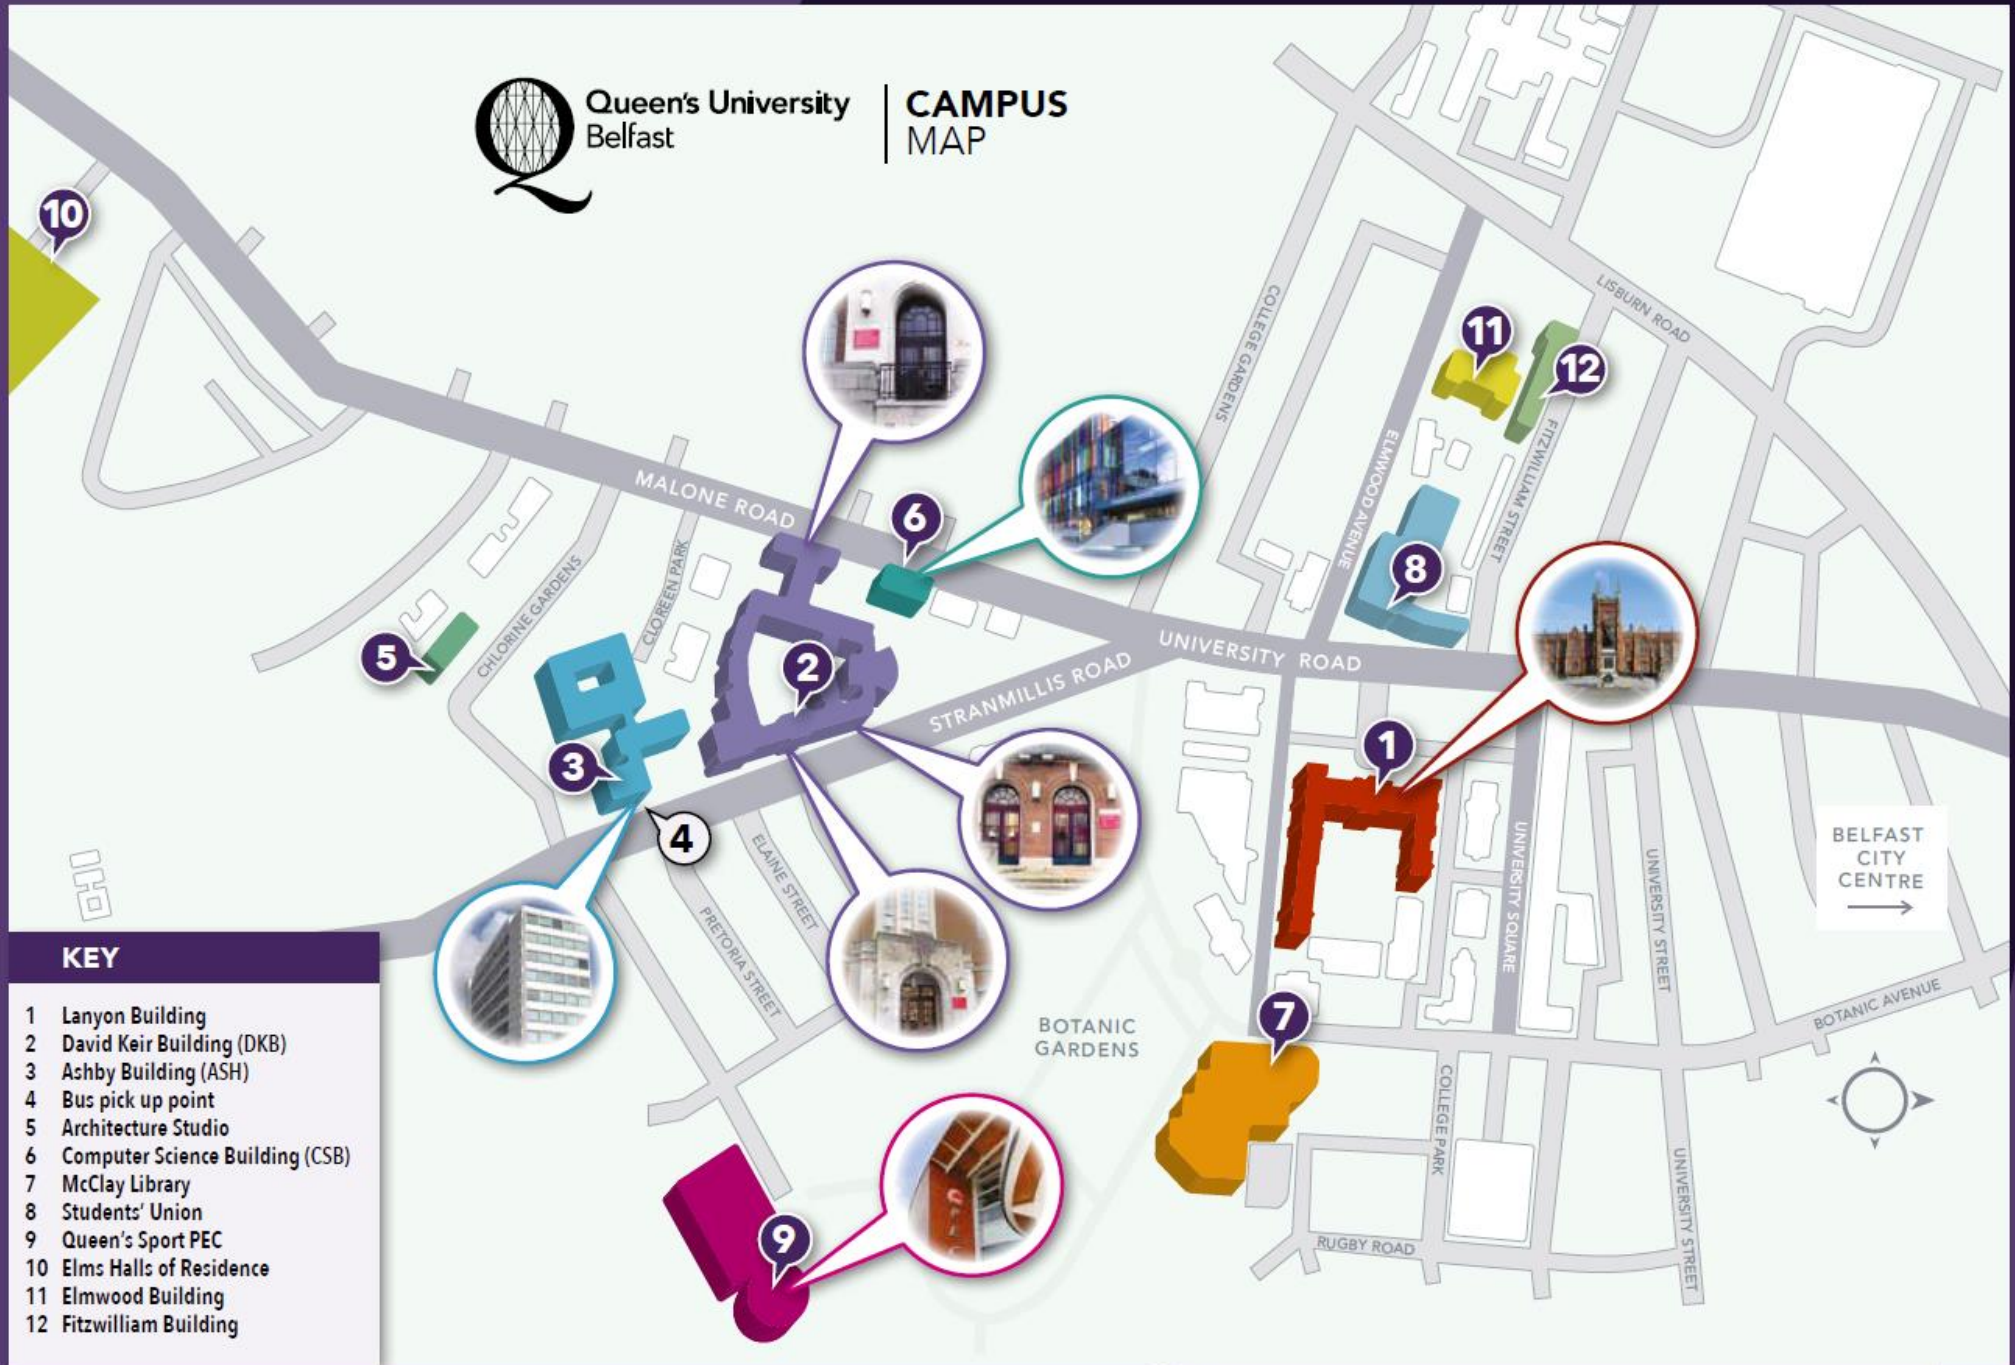 Queen's University
Belfast
CAMPUS
MAP
10
11
12
LISBURN ROAD
COLLEGE GARDENS
ELMWOOD AVENUE
FITZWILLIAM STREET
MALONE ROAD
6
8
CHLORINE GARDENS
CLOREEN PARK
5
2
STRANMILLIS ROAD
UNIVERSITY ROAD
3
1
4
ELAINE STREET
PRETORIA STREET
UNIVERSITY SQUARE
UNIVERSITY STREET
BELFAST
CITY
CENTRE
BOTANIC AVENUE
BOTANIC
GARDENS
7
COLLEGE PARK
UNIVERSITY STREET
RUGBY ROAD
9
KEY
1 Lanyon Building
2 David Keir Building (DKB)
3 Ashby Building (ASH)
4 Bus pick up point
5 Architecture Studio
6 Computer Science Building (CSB)
7 McClay Library
8 Students' Union
9 Queen's Sport PEC
10 Elms Halls of Residence
11 Elmwood Building
12 Fitzwilliam Building